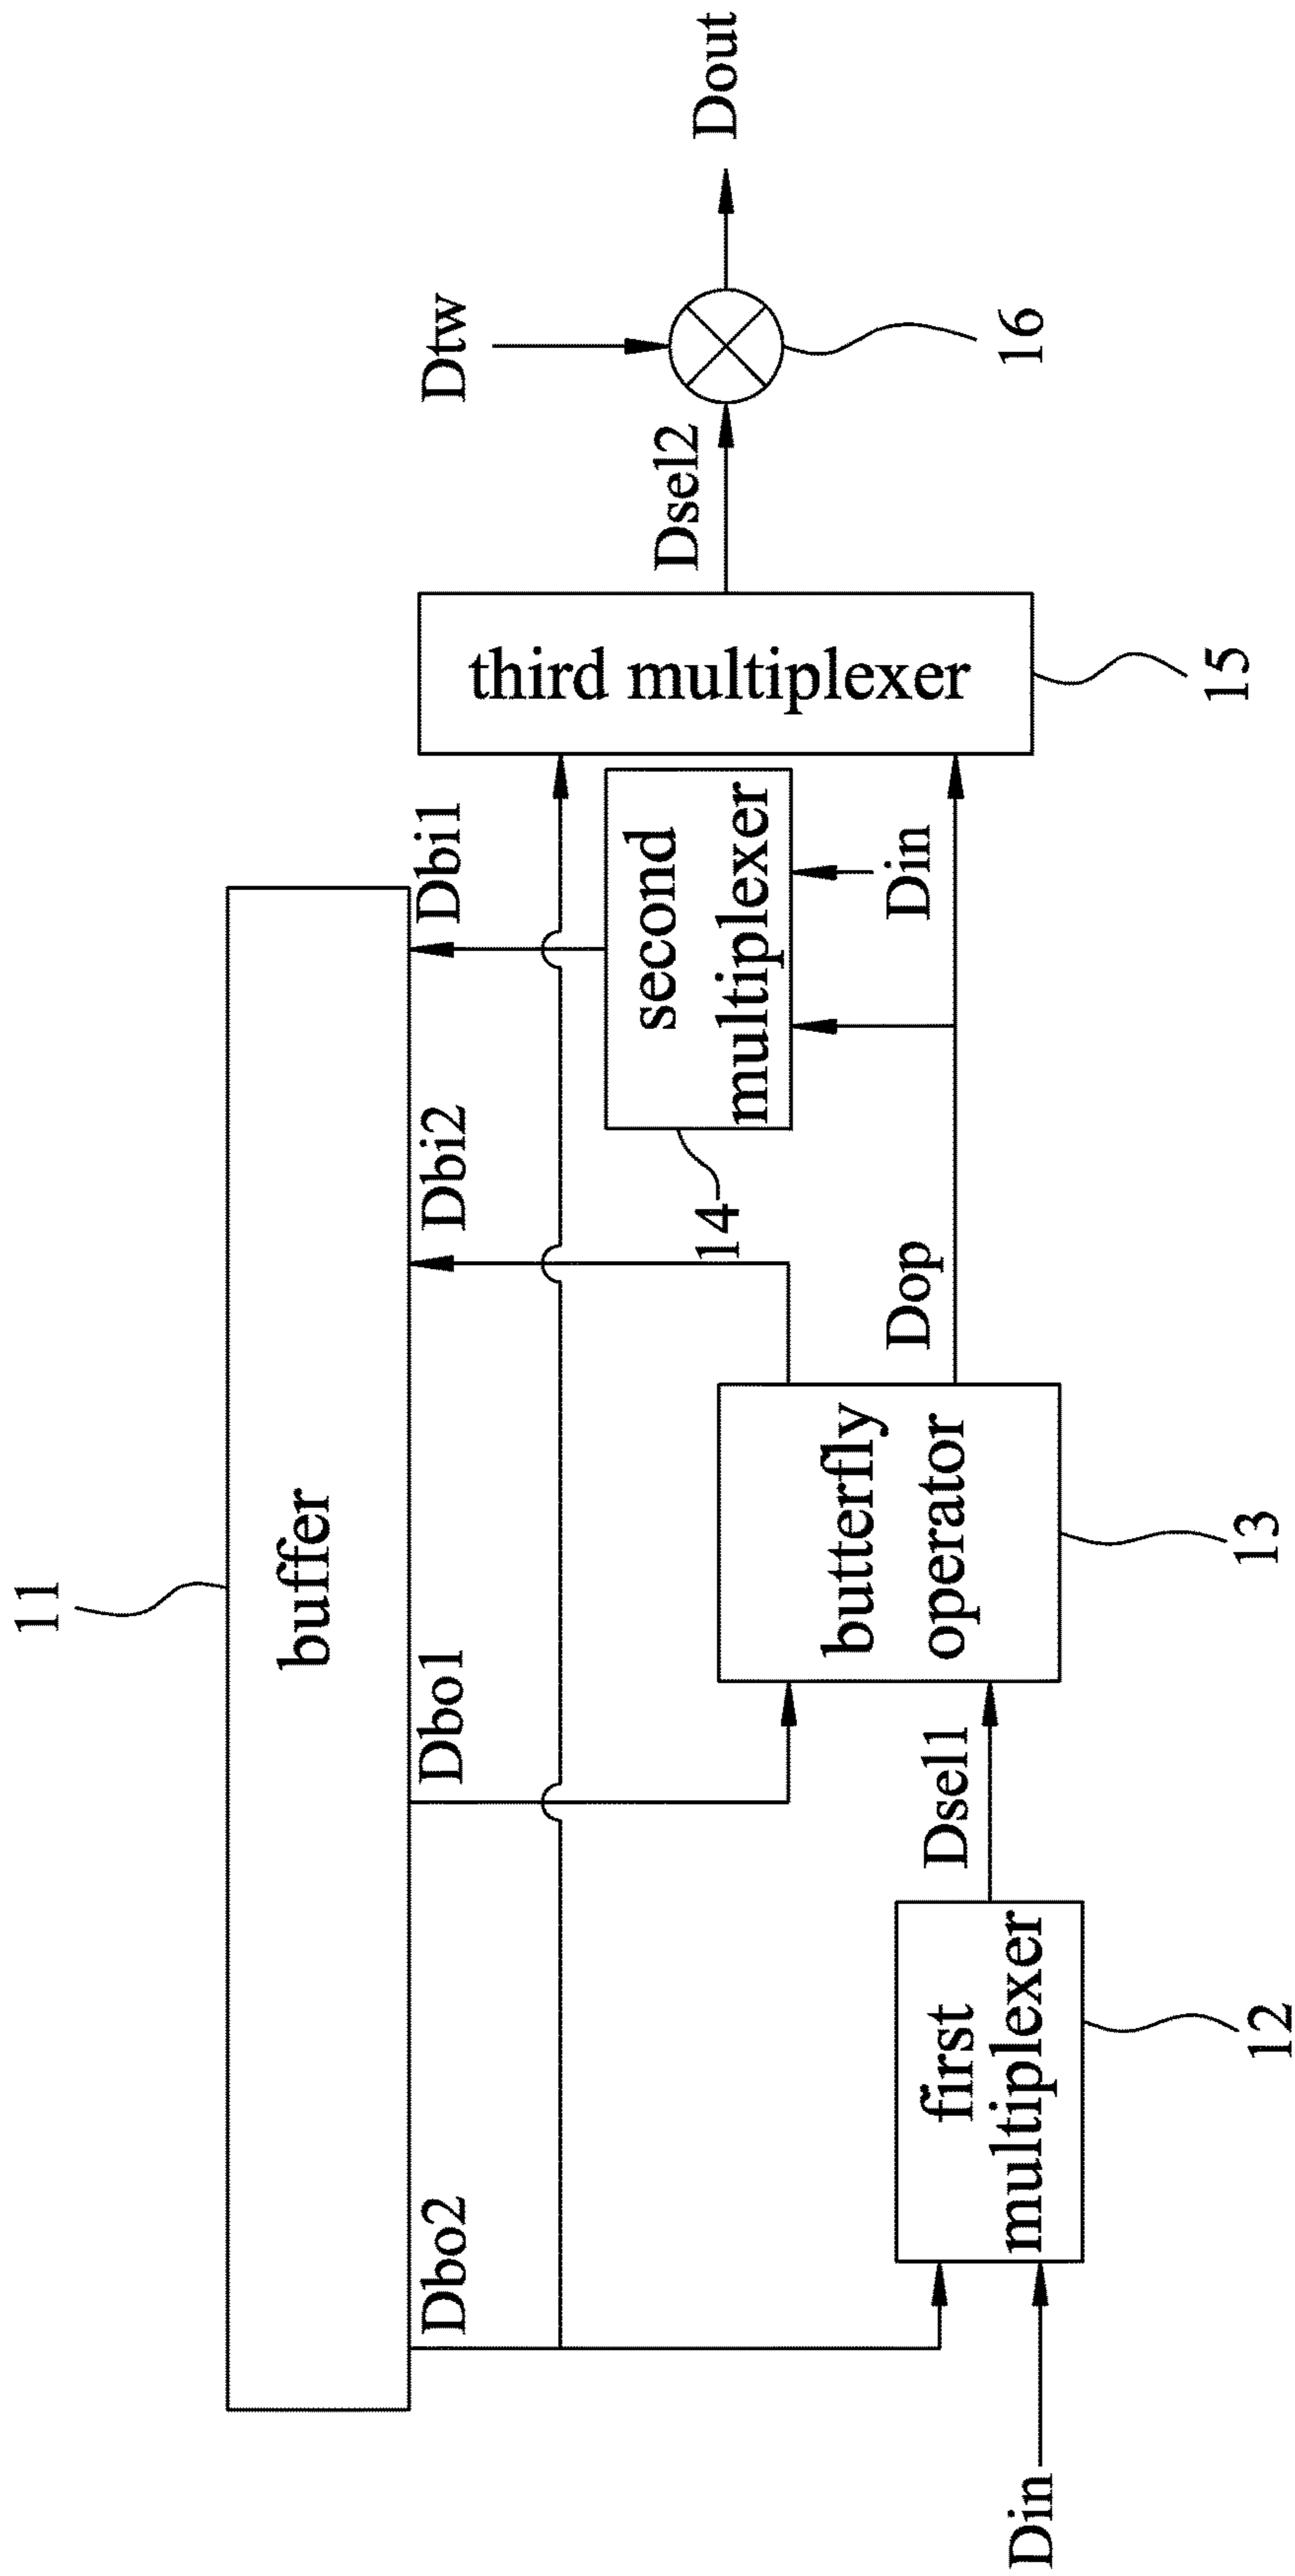 11
buffer
Dbo2
Dbo1
Dbi2
Dbi1
Dtw
Dsel2
Dout
16
third multiplexer
15
second
multiplexer
14
Din
Dop
butterfly
operator
13
Dsel1
first
multiplexer
12
Din